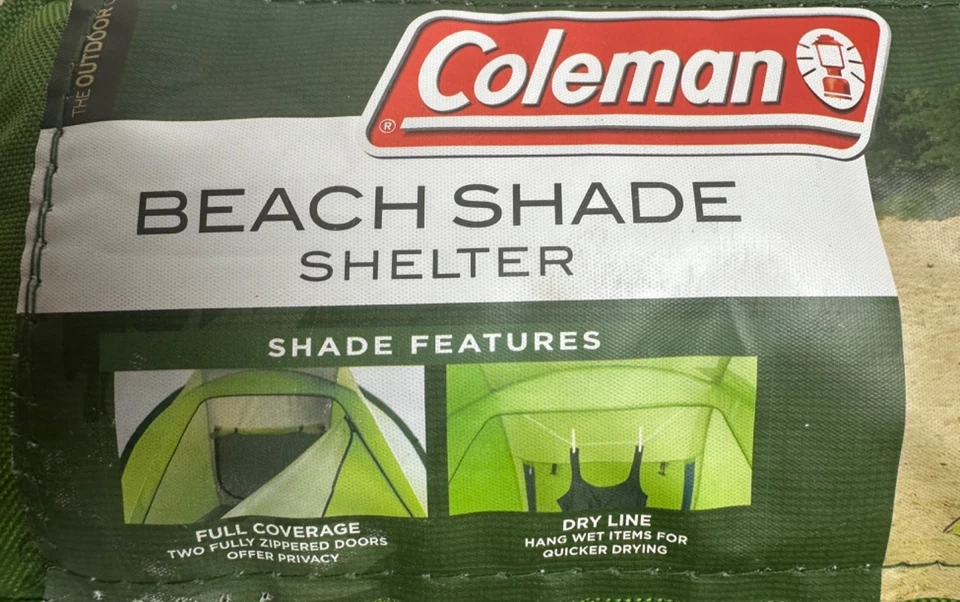 THE OUTDOOR
Coleman
®
BEACH SHADE
SHELTER
SHADE FEATURES
FULL COVERAGE
TWO FULLY ZIPPERED DOORS
OFFER PRIVACY
DRY LINE
HANG WET ITEMS FOR
QUICKER DRYING